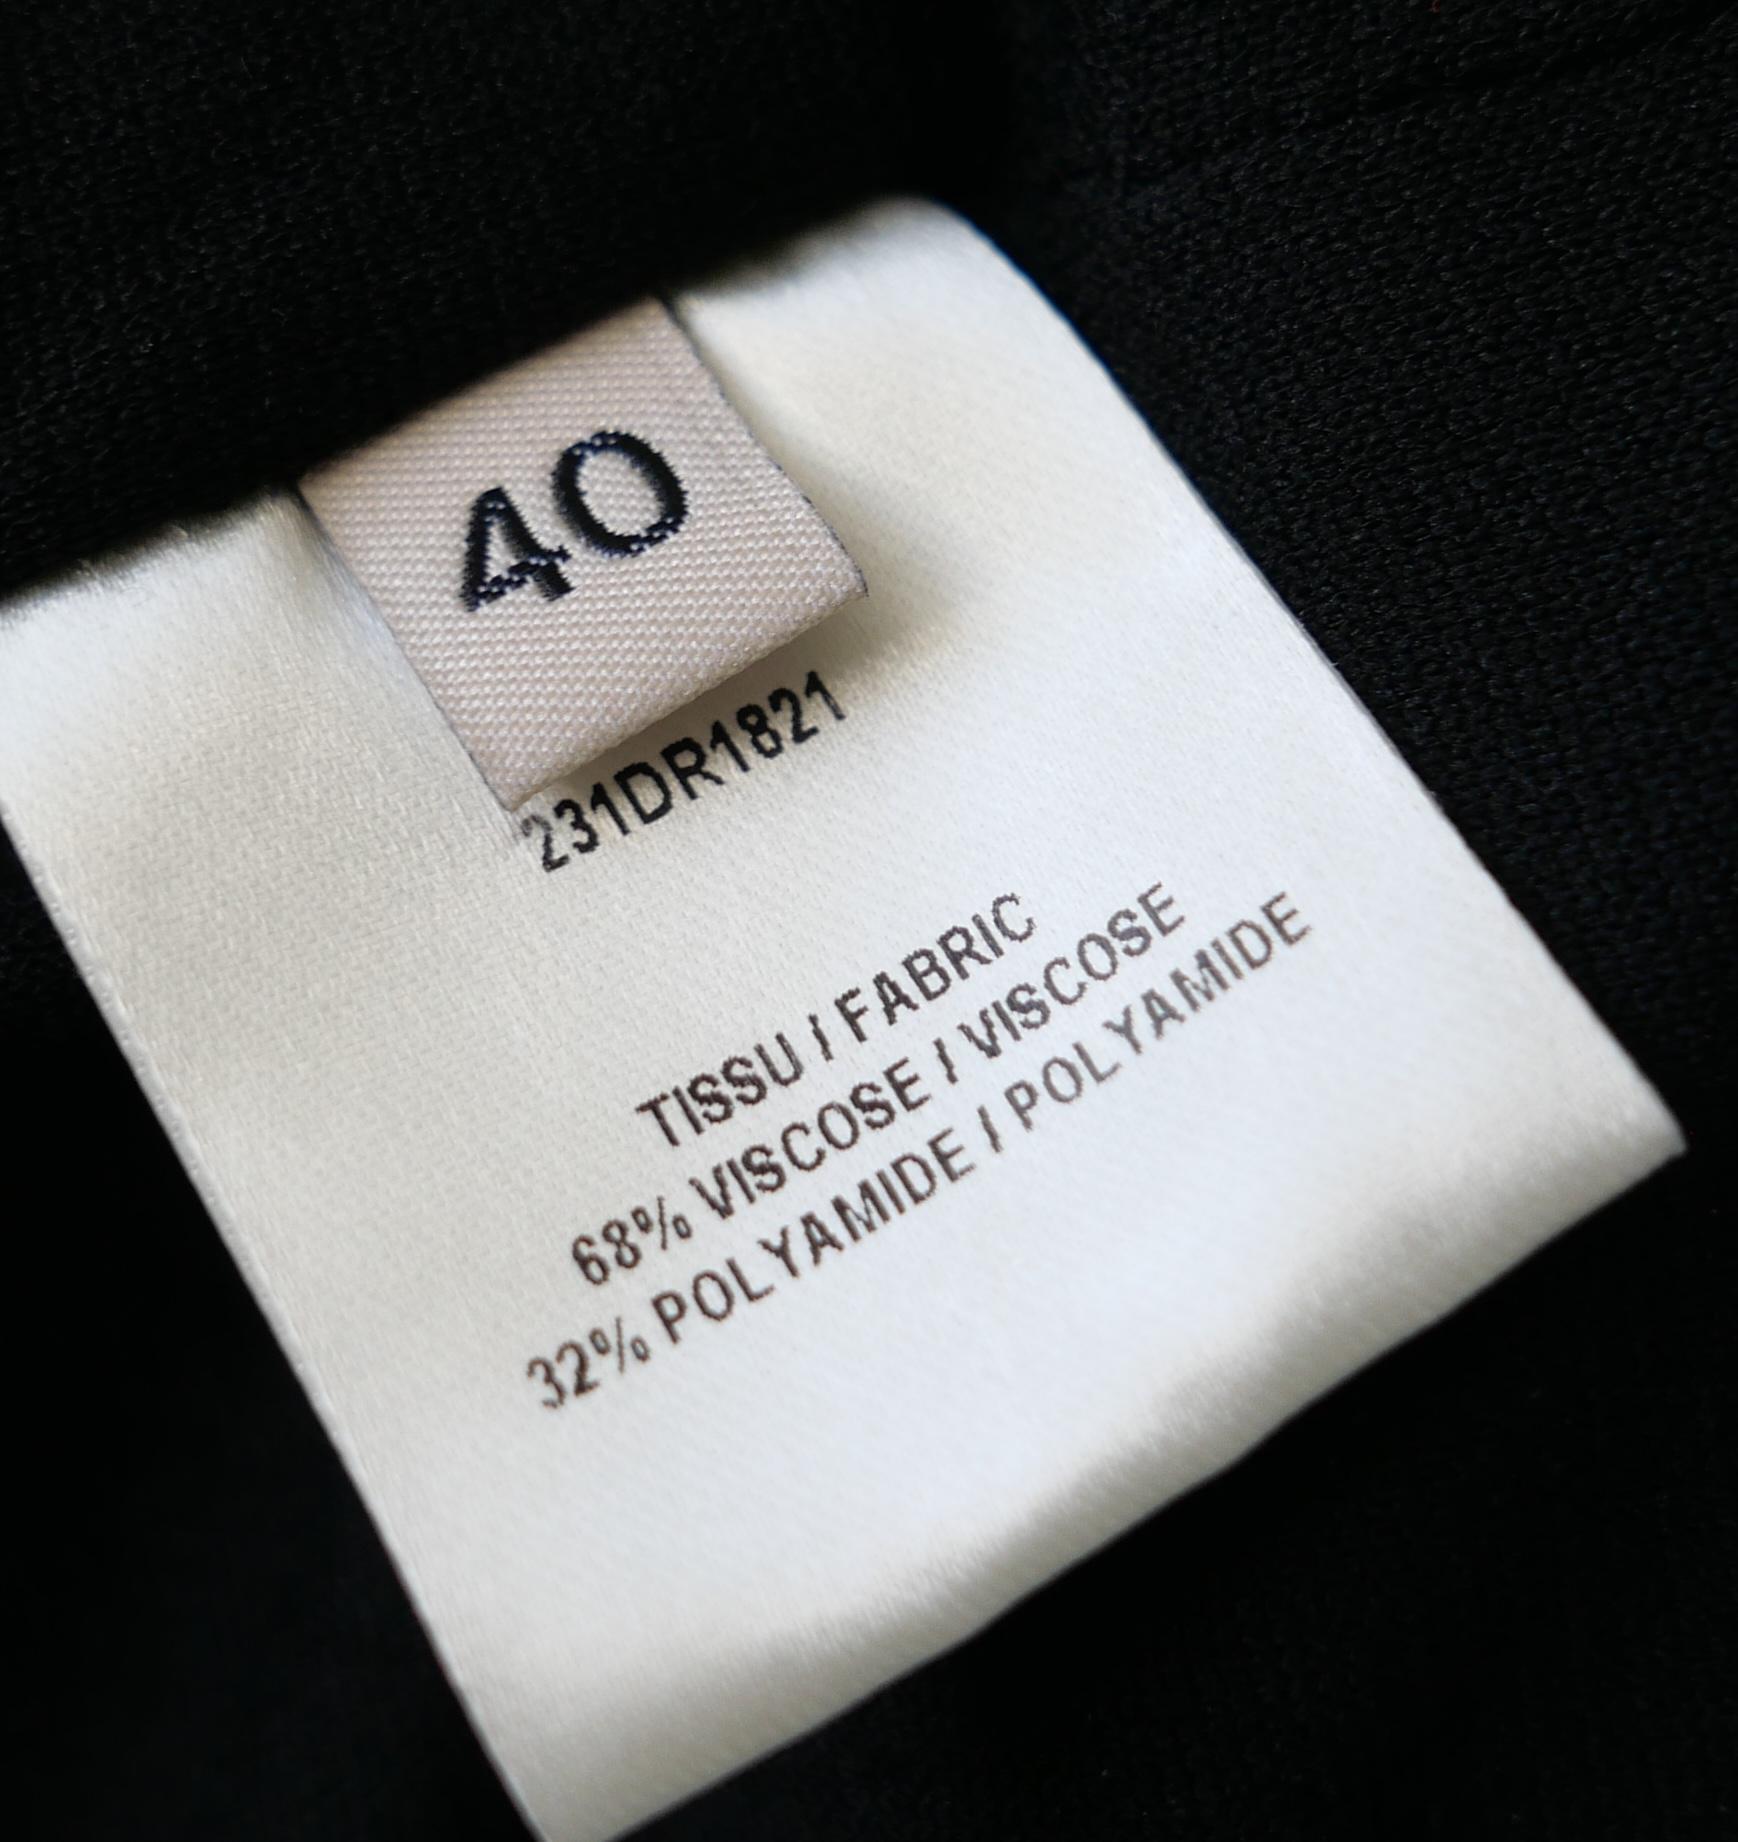 40
231DR1821
TISSU / FABRIC
68% VISCOSE / VISCOSE
32% POLYAMIDE / POLYAMIDE